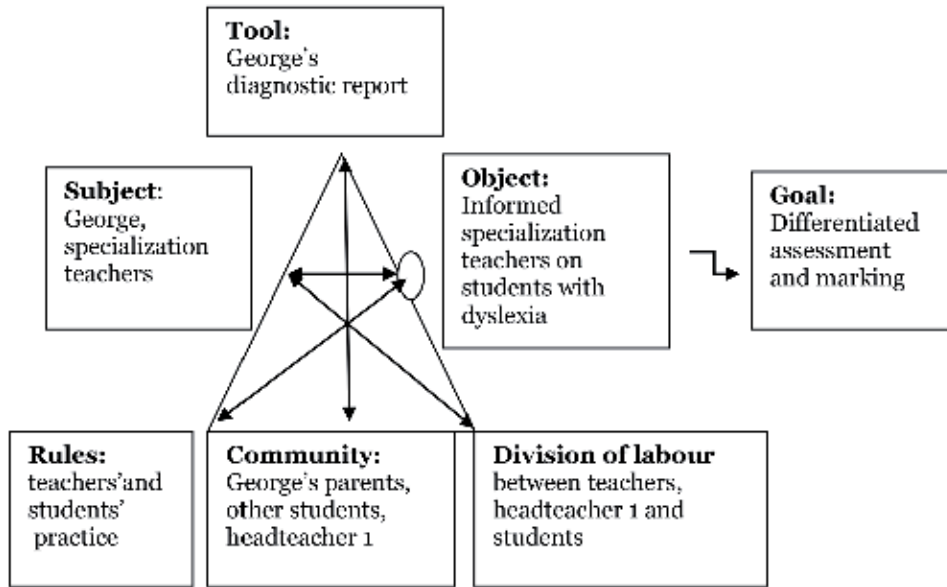 Tool:
George’s
diagnostic report
Subject:
George,
specialization
teachers
Object:
Informed
specialization
teachers on
students with
dyslexia
Goal:
Differentiated
assessment
and marking
Rules:
teachers’and
students’
practice
Community:
George’s parents,
other students,
headteacher 1
Division of labour
between teachers,
headteacher 1 and
students